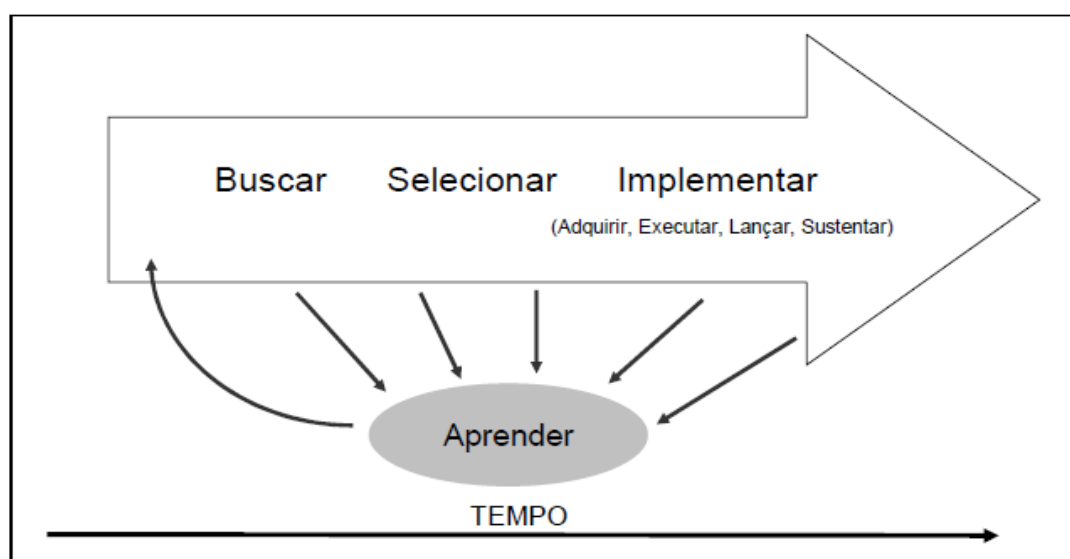 Buscar Selecionar Implementar
(Adquirir, Executar, Lançar, Sustentar)
Aprender
TEMPO